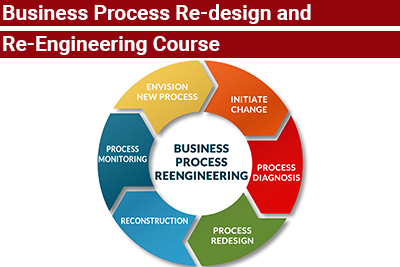 Business Process Re-design and
Re-Engineering Course
ENVISION
NEW PROCESS
INITIATE
CHANGE
PROCESS
MONITORING
BUSINESS
PROCESS
REENGINEERING
PROCESS
DIAGNOSIS
RECONSTRUCTION
PROCESS
REDESIGN